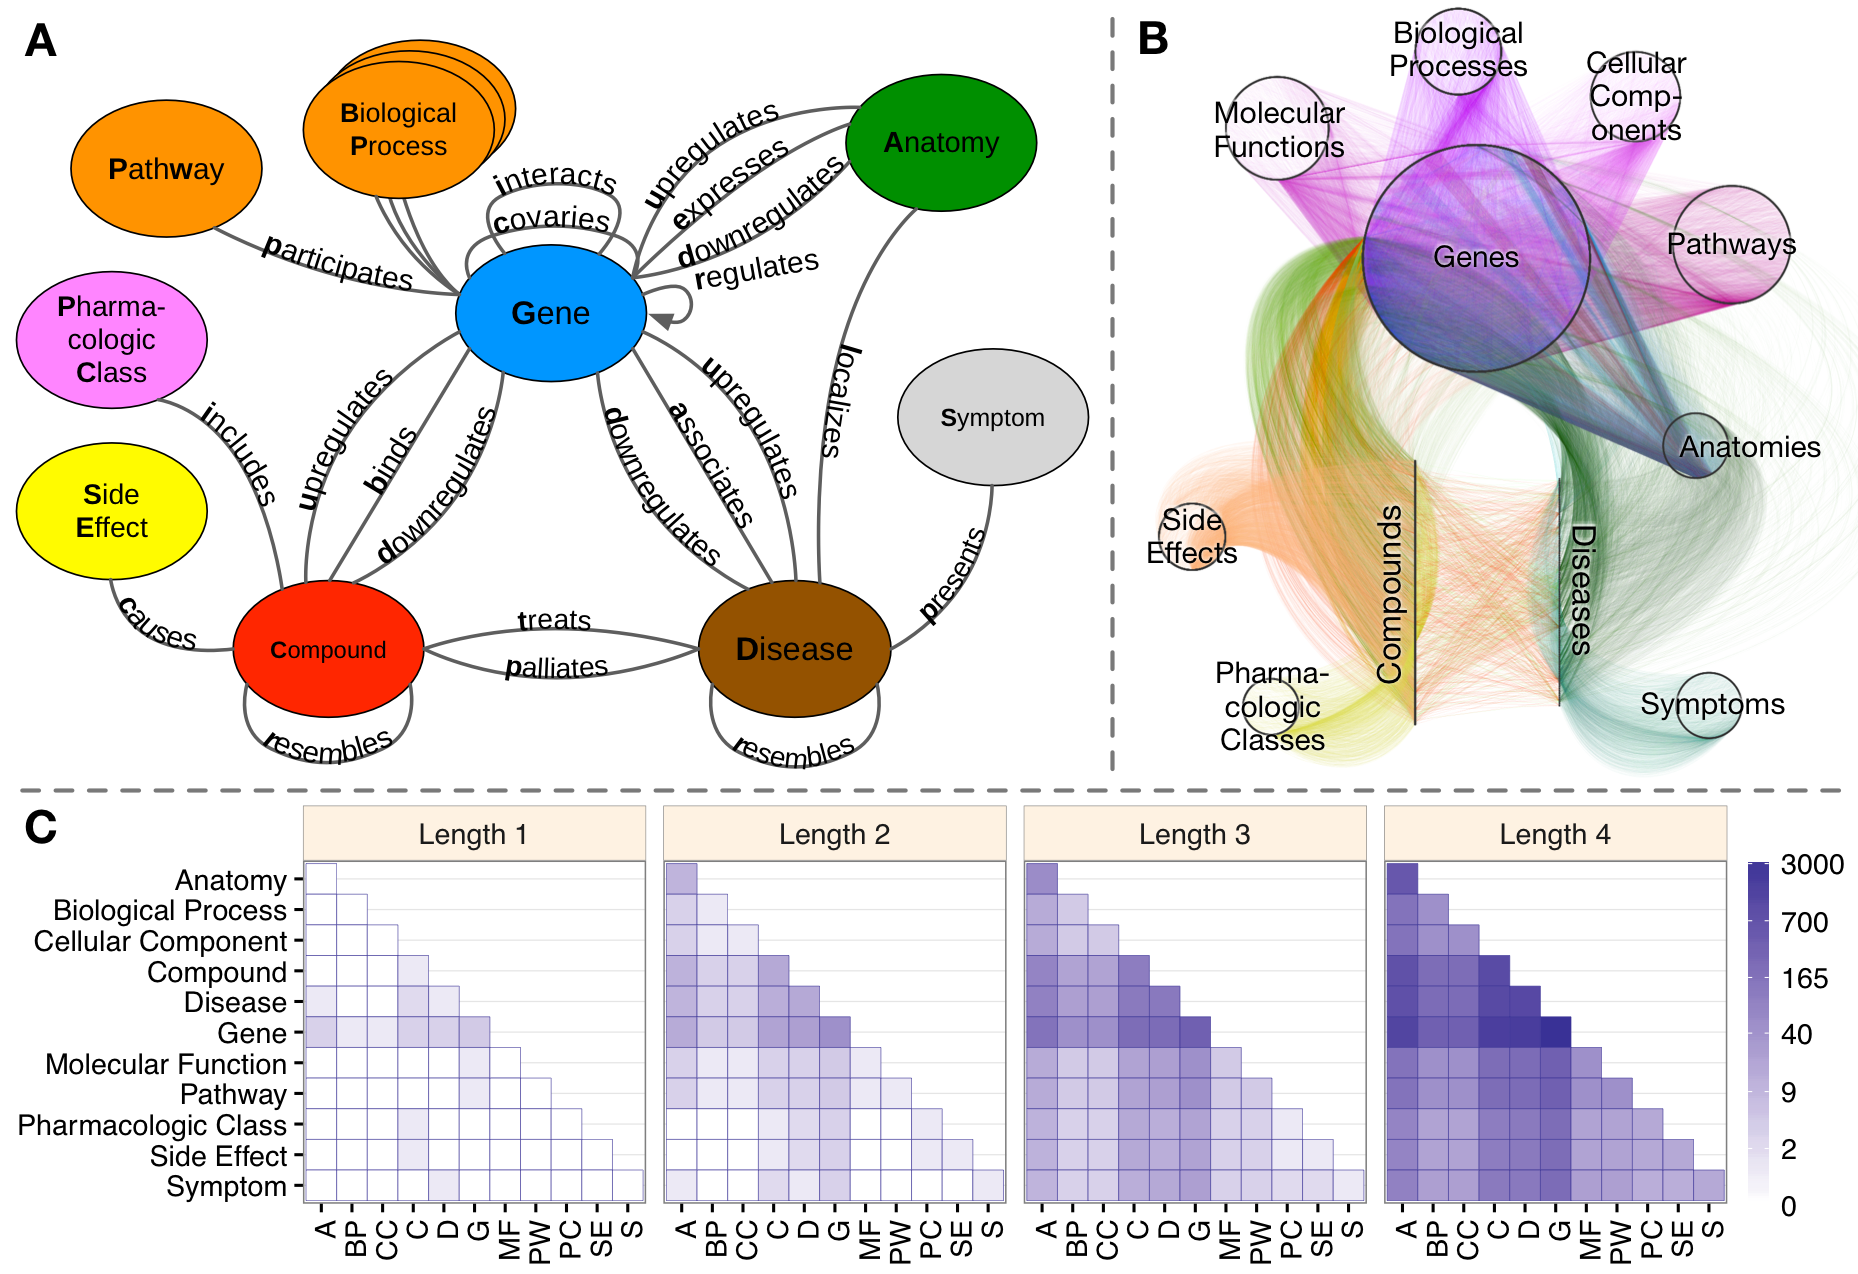 A
Pathway
Biological
Process
Anatomy
Pharma-
cologic
Class
Side
Effect
Gene
Symptom
Compound
Disease
participates
interacts
covaries
upregulates
expresses
downregulates
regulates
includes
causes
upregulates
binds
downregulates
downregulates
associates
upregulates
localizes
presents
treats
palliates
resembles
resembles
B
Biological
Processes
Cellular
Comp-
onents
Molecular
Functions
Genes
Pathways
Anatomies
Side
Effects
Compounds
Diseases
Pharma-
cologic
Classes
Symptoms
C
Length 1
Length 2
Length 3
Length 4
Anatomy
Biological Process
Cellular Component
Compound
Disease
Gene
Molecular Function
Pathway
Pharmacologic Class
Side Effect
Symptom
A BP CC C D G MF PW PC SE S
A BP CC C D G MF PW PC SE S
A BP CC C D G MF PW PC SE S
A BP CC C D G MF PW PC SE S
3000
700
165
40
9
2
0